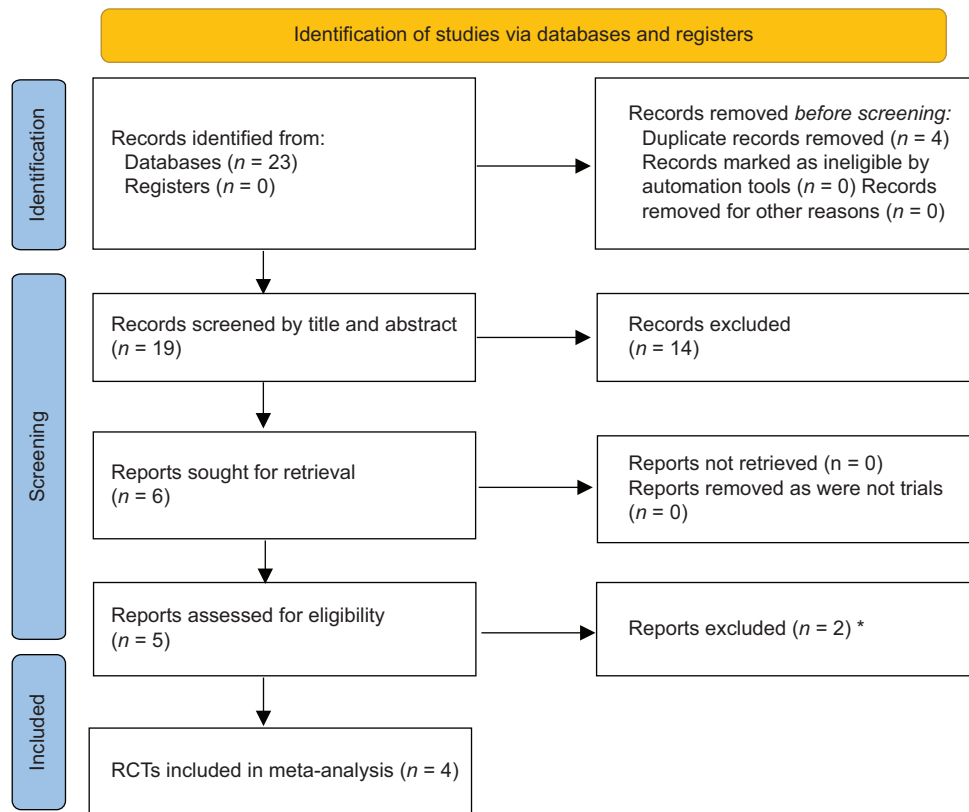 Identification of studies via databases and registers
Identification
Records identified from:
Databases (n = 23)
Registers (n = 0)
Records removed before screening:
Duplicate records removed (n = 4)
Records marked as ineligible by
automation tools (n = 0) Records
removed for other reasons (n = 0)
Screening
Records screened by title and abstract
(n = 19)
Records excluded
(n = 14)
Reports sought for retrieval
(n = 6)
Reports not retrieved (n = 0)
Reports removed as were not trials
(n = 0)
Reports assessed for eligibility
(n = 5)
Reports excluded (n = 2) *
Included
RCTs included in meta-analysis (n = 4)